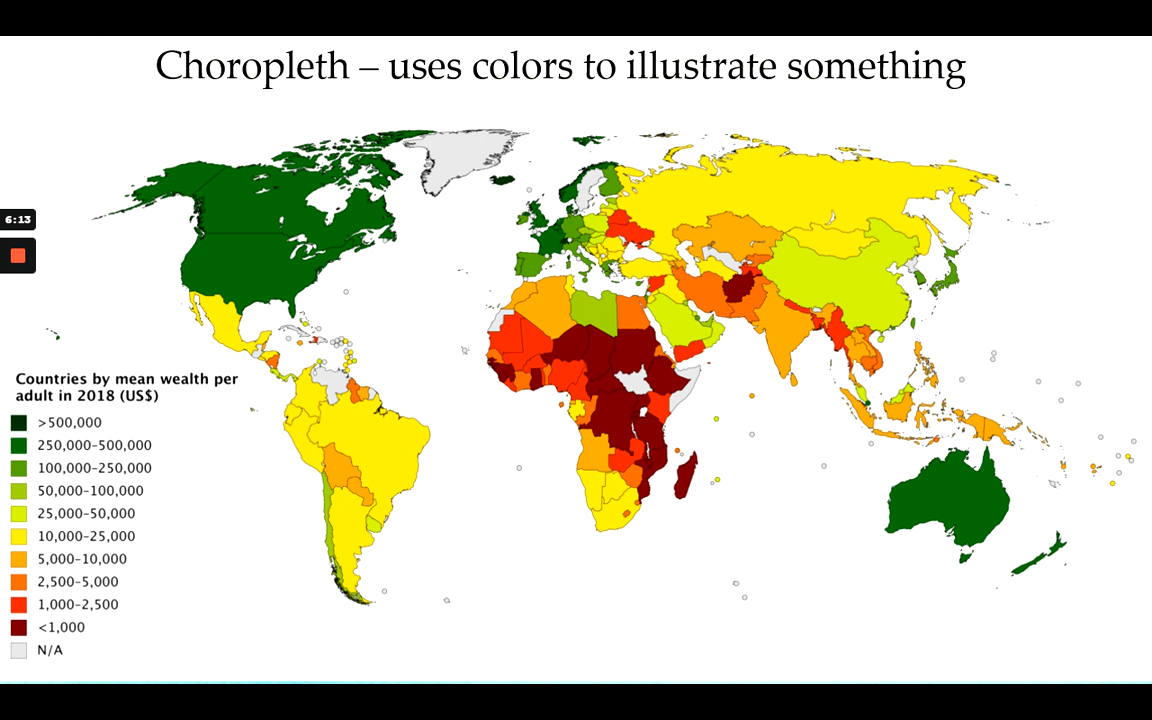 Choropleth – uses colors to illustrate something
6:13
Countries by mean wealth per
adult in 2018 (US$)
>500,000
250,000–500,000
100,000–250,000
50,000–100,000
25,000–50,000
10,000–25,000
5,000–10,000
2,500–5,000
1,000–2,500
<1,000
N/A